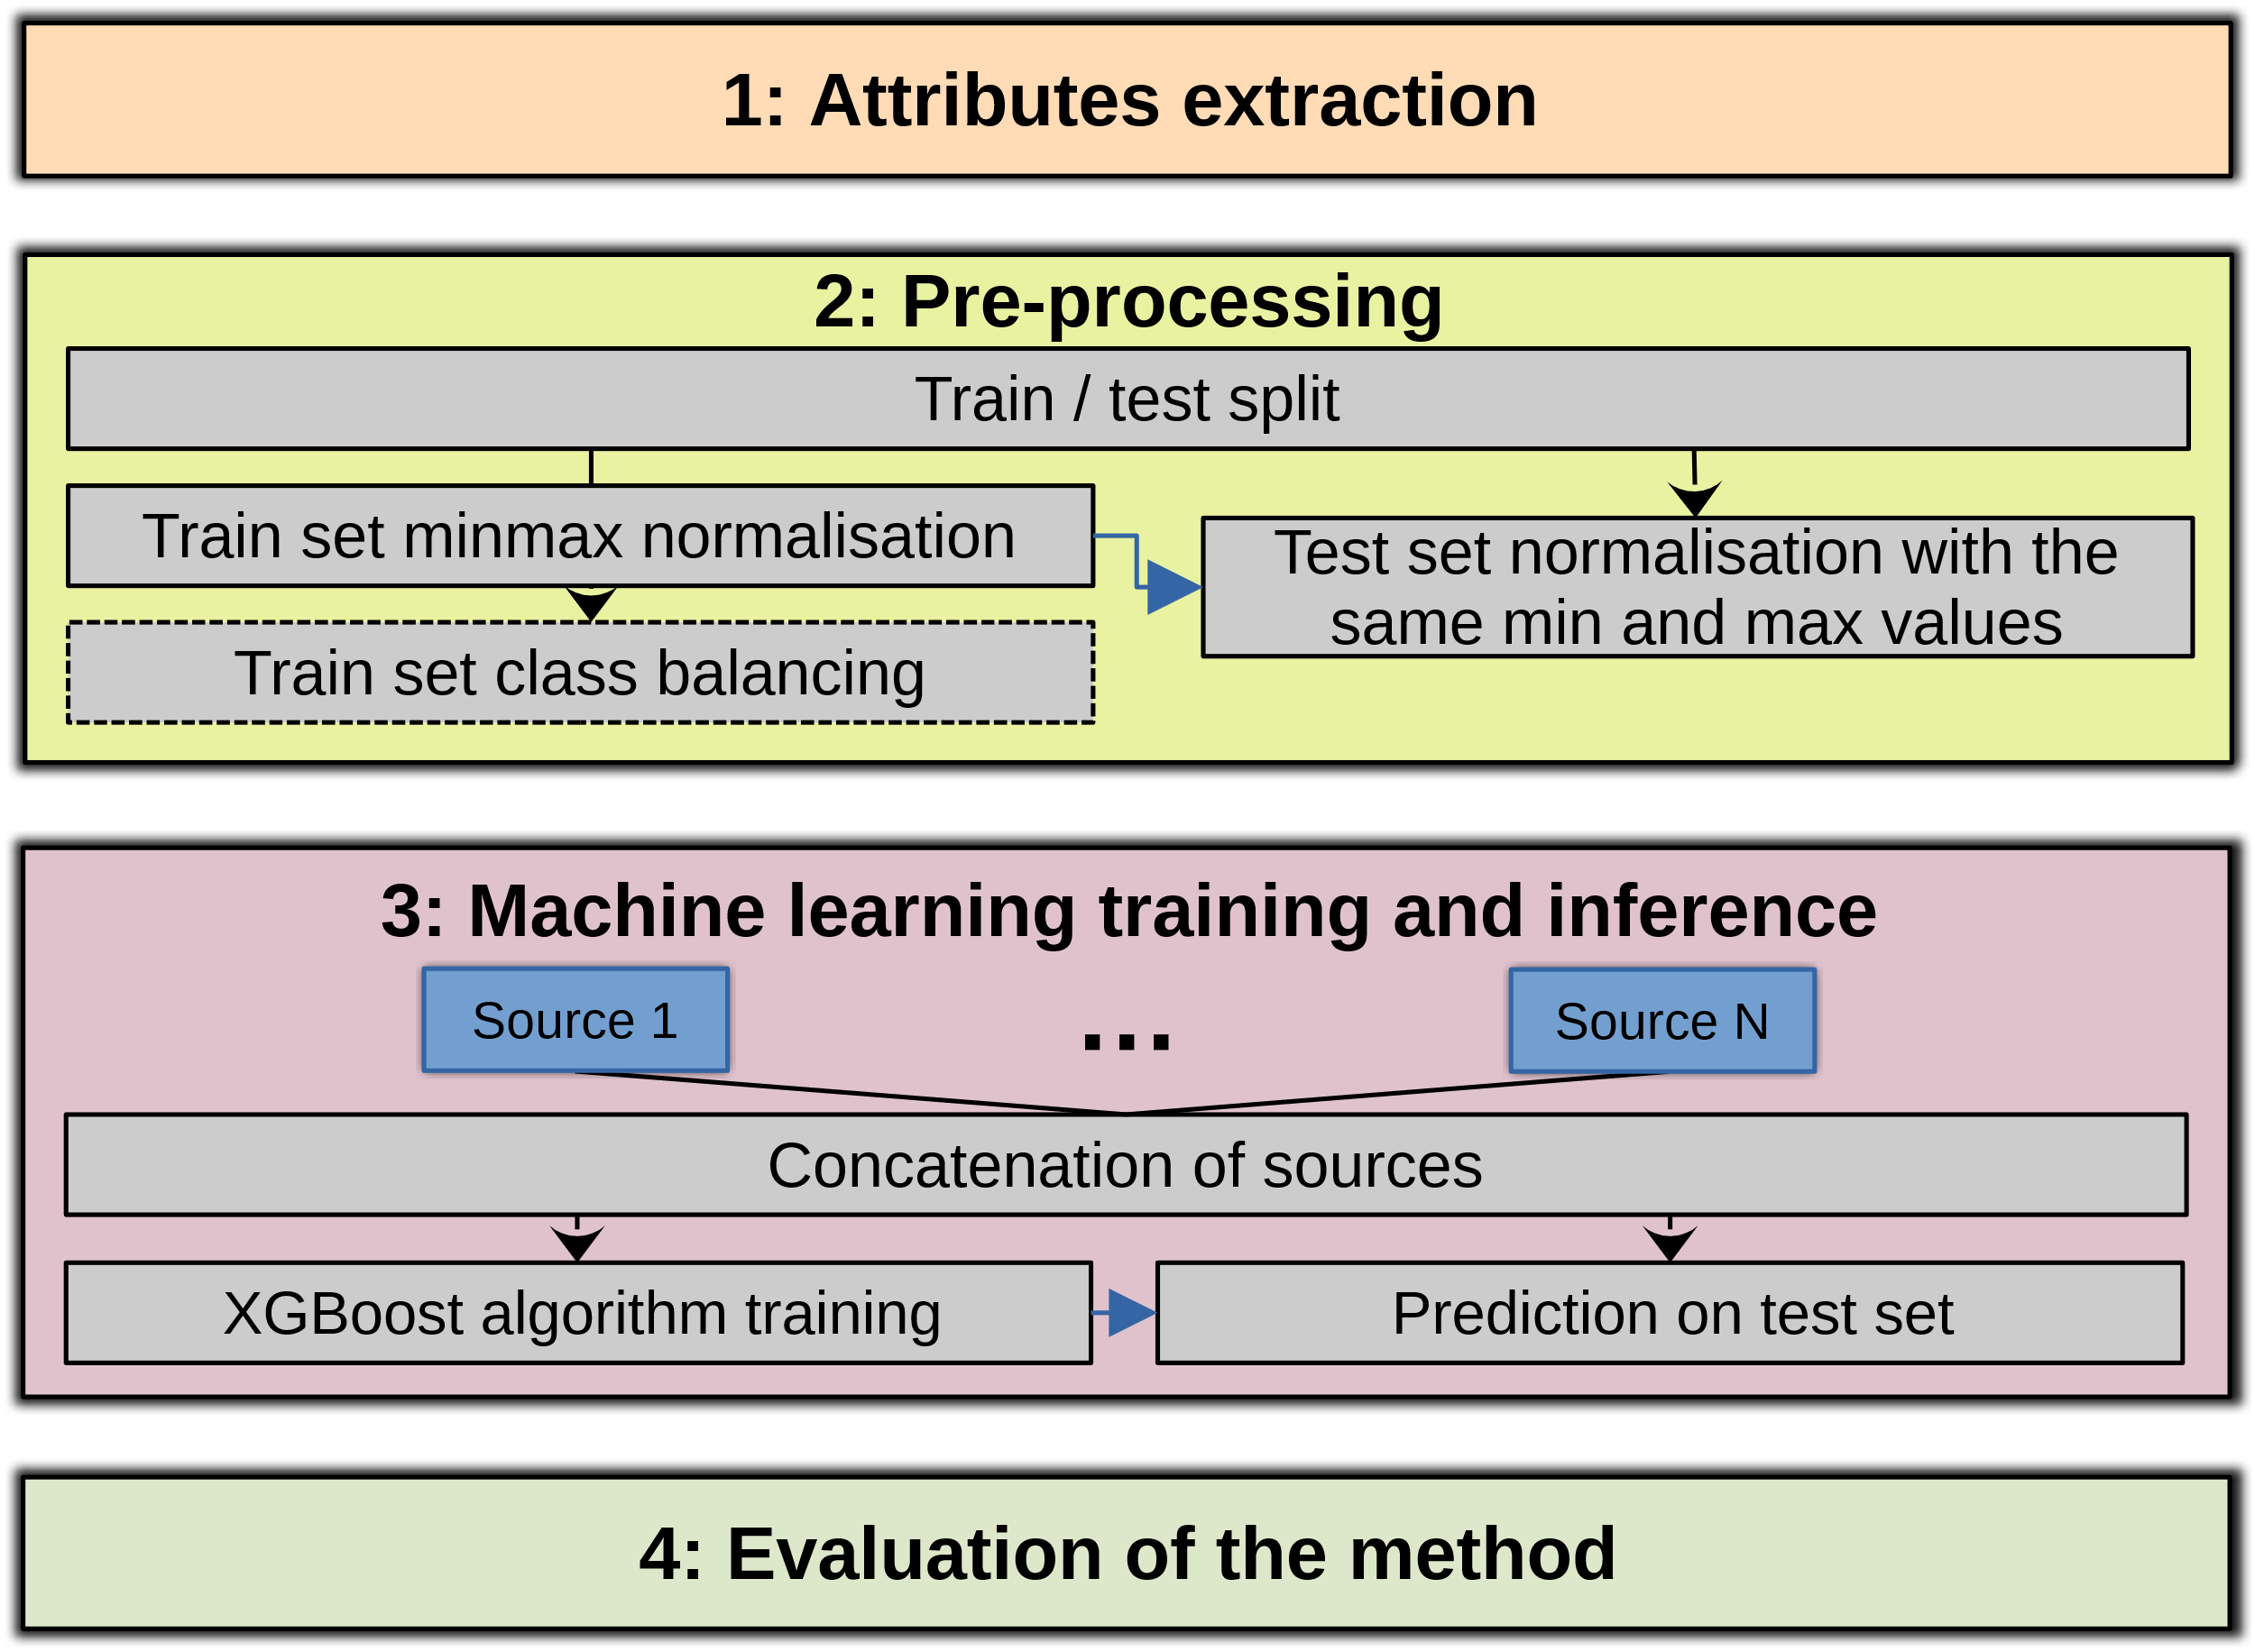 1: Attributes extraction
2: Pre-processing
Train / test split
Train set minmax normalisation
Test set normalisation with the
same min and max values
Train set class balancing
3: Machine learning training and inference
Source 1
...
Source N
Concatenation of sources
XGBoost algorithm training
Prediction on test set
4: Evaluation of the method